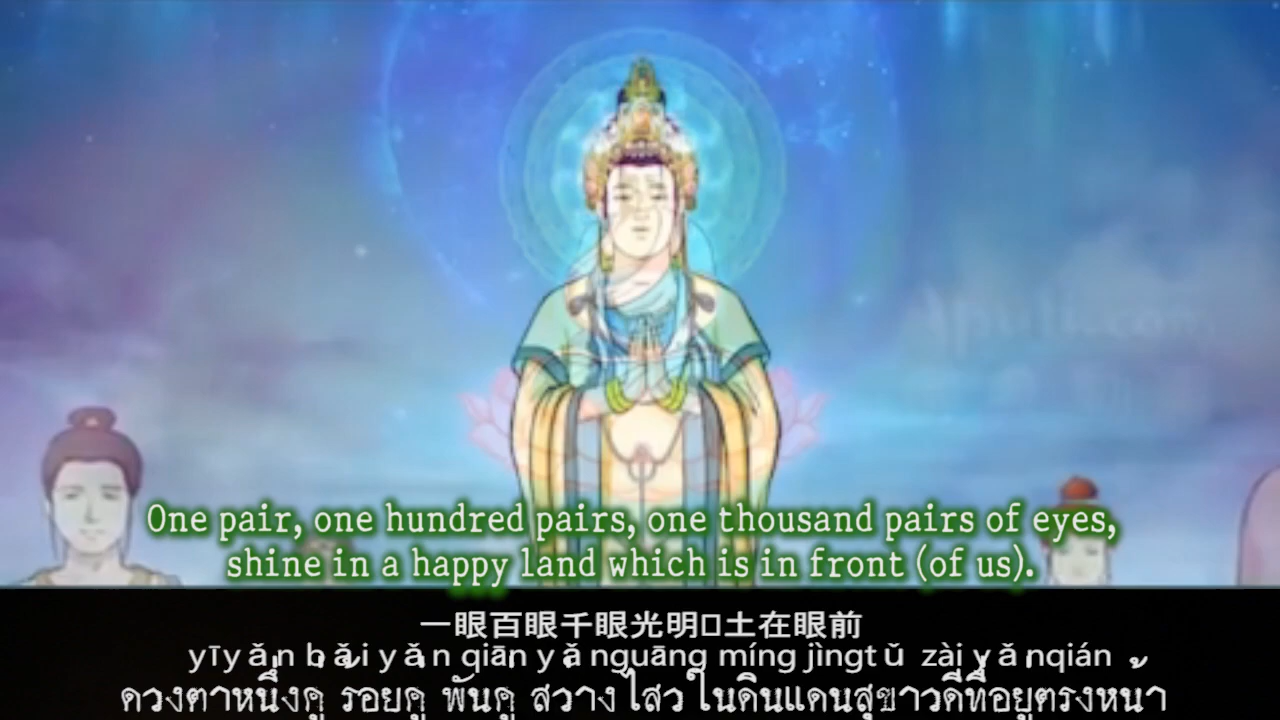 One pair, one hundred pairs, one thousand pairs of eyes,
shine in a happy land which is in front (of us).
一眼百眼千眼光明▯土在眼前
yīyǎn bǎiyǎn qiān yǎnguāng míng jìngtǔ zài yǎnqián
ดวงตาหนึ่งคู่ ร้อยคู่ พันคู่ สว่างไสวในดินแดนสุขาวดีที่อยู่ตรงหน้า